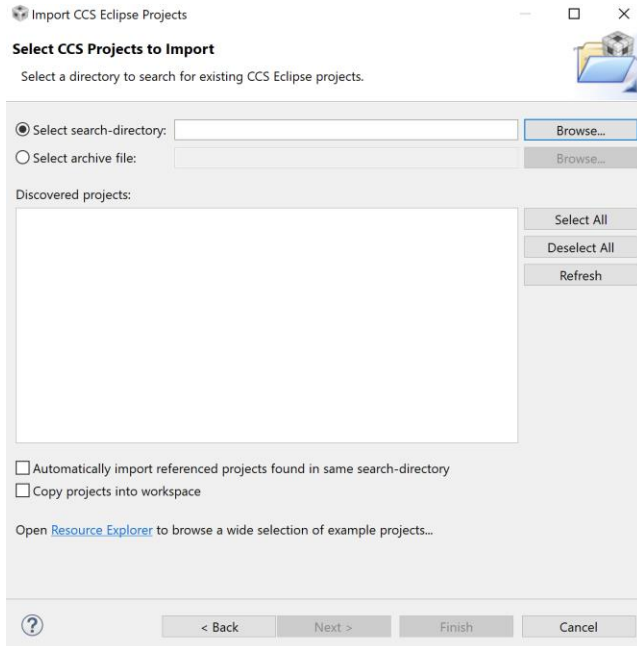 Import CCS Eclipse Projects
Select CCS Projects to Import
Select a directory to search for existing CCS Eclipse projects.
Select search-directory:
Browse...
Select archive file:
Browse...
Discovered projects:
Select All
Deselect All
Refresh
Automatically import referenced projects found in same search-directory
Copy projects into workspace
Open Resource Explorer to browse a wide selection of example projects...
? < Back Next > Finish Cancel